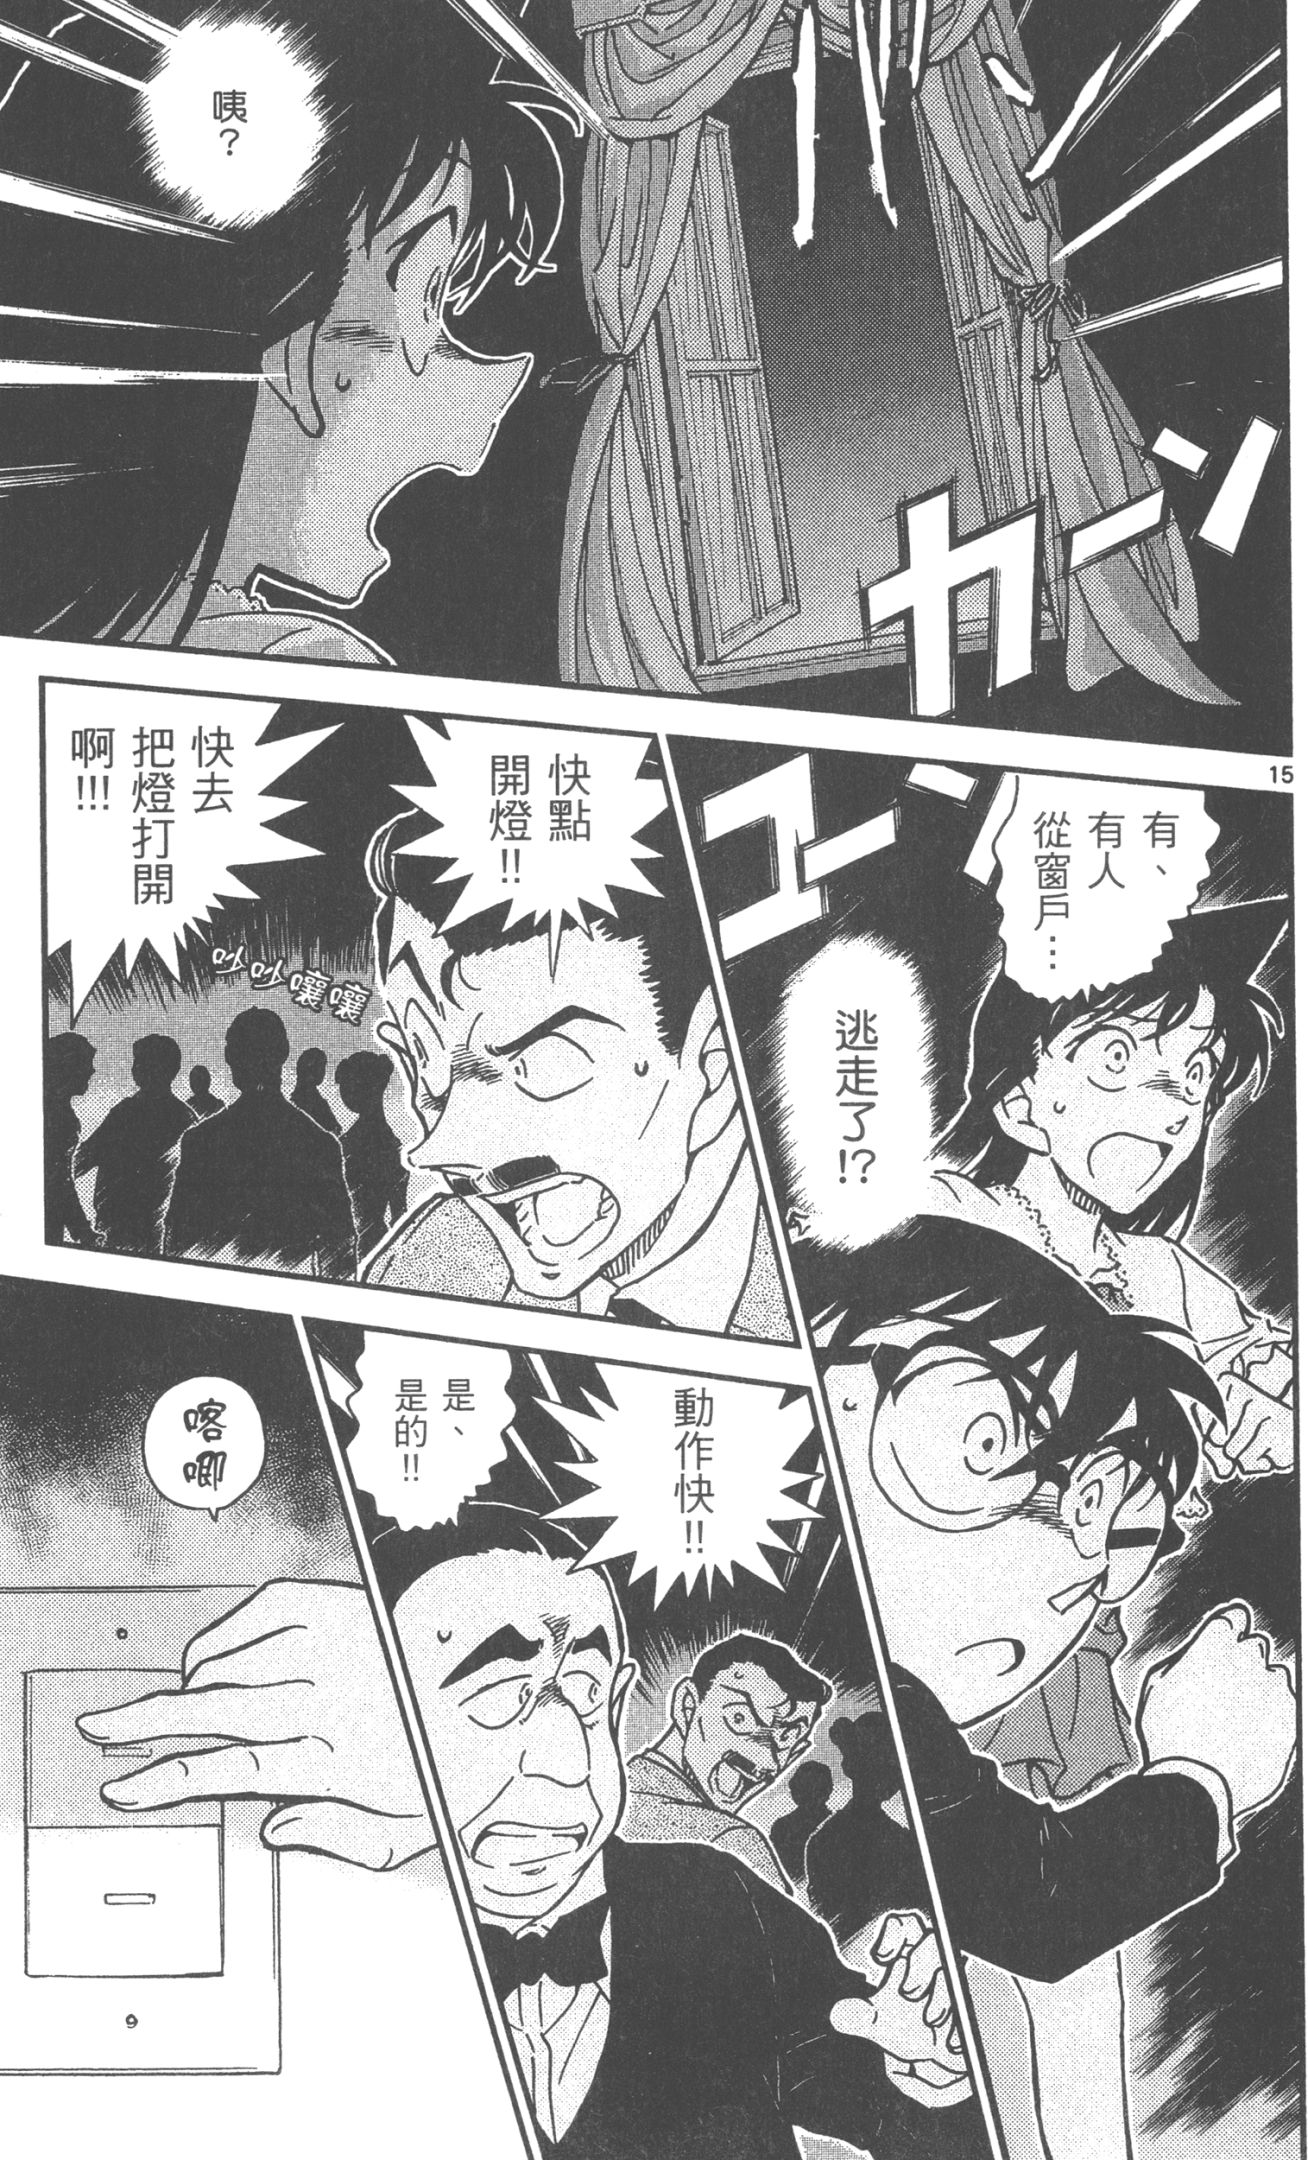 咦？
カーン
15
有、
有人
從窗戶…
逃走了!?
コーン
快點
開燈!!
快去
把燈打開
啊!!!
吵吵嚷嚷
動作快!!
是、
是的!!
喀唧